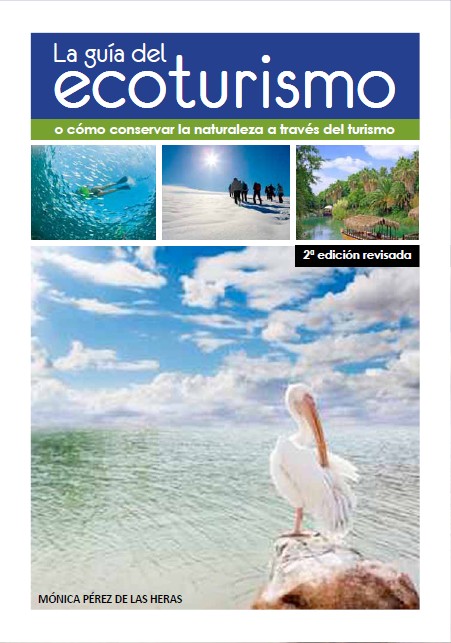 La guía del
ecoturismo
o cómo conservar la naturaleza a través del turismo
2ª edición revisada
MÓNICA PÉREZ DE LAS HERAS